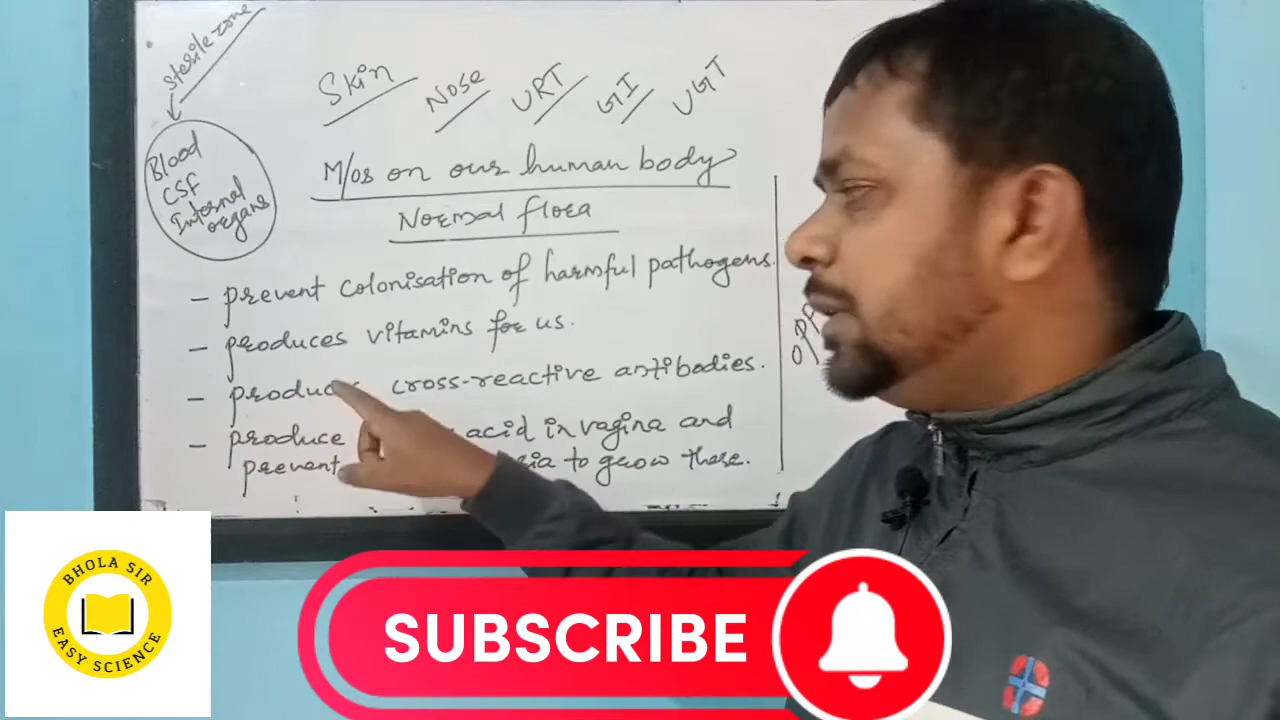 sterile zone
Blood
CSF
Internal
organs
Skin Nose URT GI UGT
M/os on our human body
Normal flora
- prevent colonisation of harmful pathogens.
- produces vitamins for us.
- cross-reactive antibodies.
- produce acid in vagina and
prevent to grow there.
BHOLA SIR
EASY SCIENCE
SUBSCRIBE